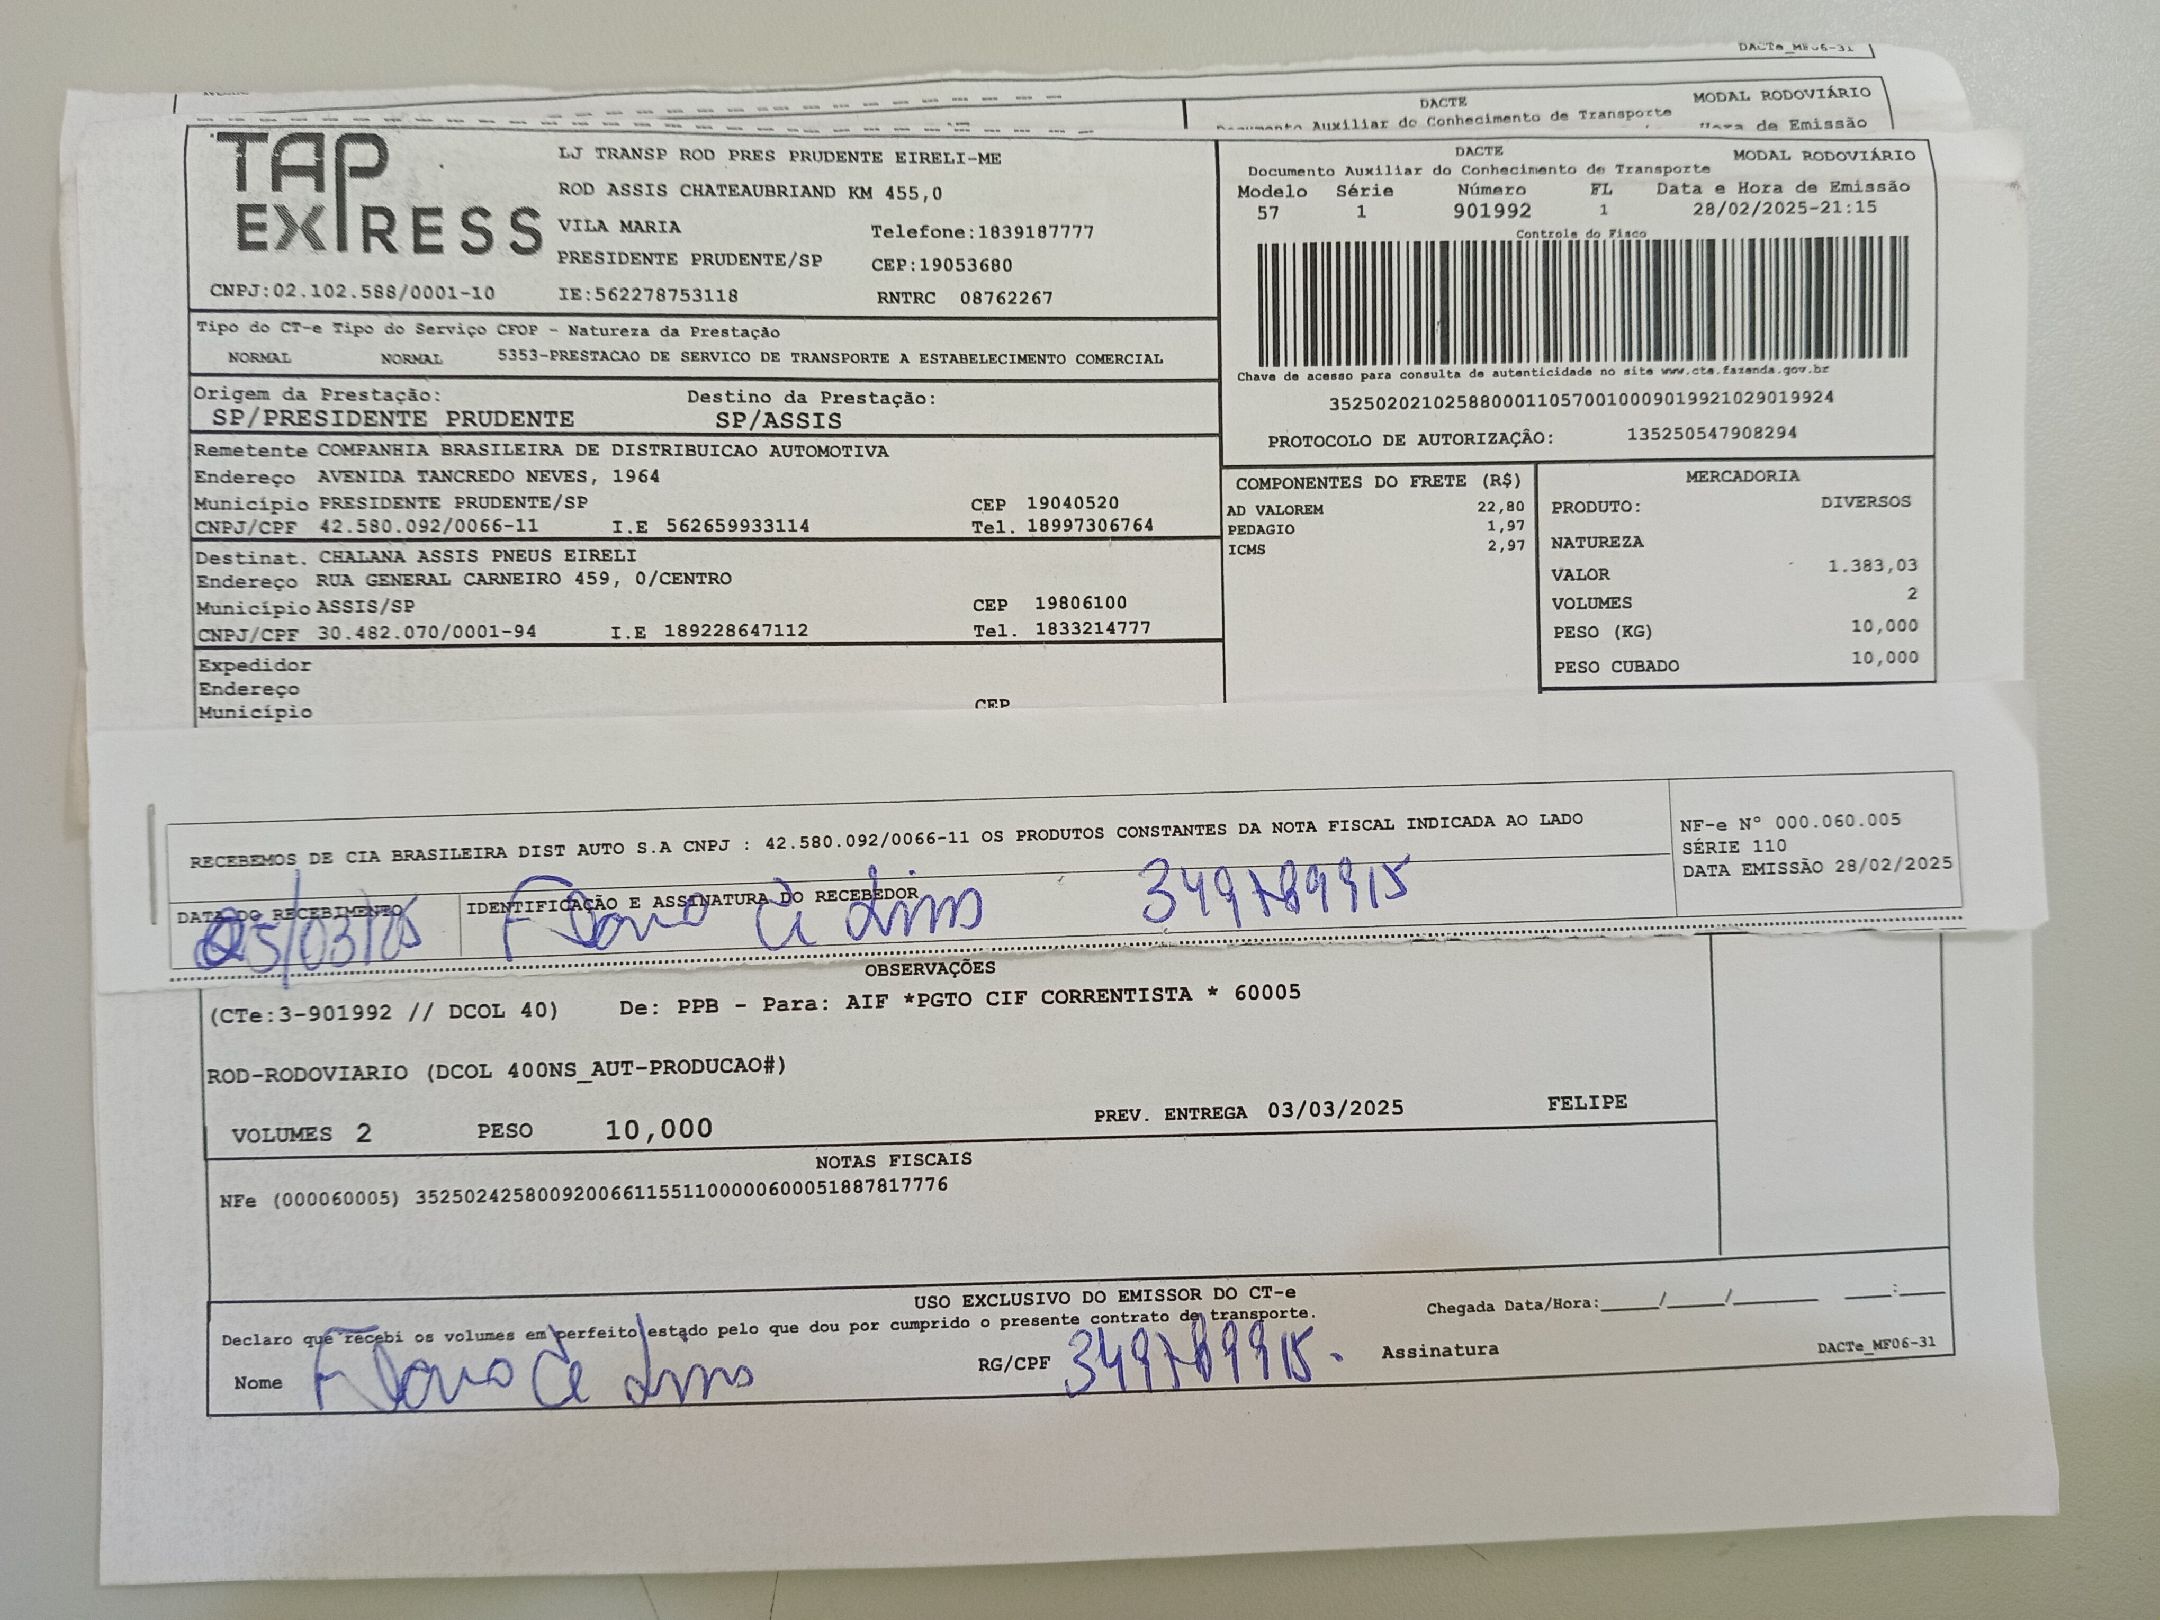 DACTe_MF06-31
DACTE
MODAL RODOVIÁRIO
Documento Auxiliar do Conhecimento de Transporte
de Emissão
TAP
EXPRESS
LJ TRANSP ROD PRES PRUDENTE EIRELI-ME
ROD ASSIS CHATEAUBRIAND KM 455,0
VILA MARIA Telefone:1839187777
PRESIDENTE PRUDENTE/SP CEP:19053680
CNPJ:02.102.588/0001-10 IE:562278753118 RNTRC 08762267
DACTE MODAL RODOVIÁRIO
Documento Auxiliar do Conhecimento de Transporte
Modelo Série Número FL Data e Hora de Emissão
57 1 901992 1 28/02/2025-21:15
Controle do Fisco
Chave de acesso para consulta de autenticidade no site www.cte.fazenda.gov.br
35250202102588000110570010009019921029019924
PROTOCOLO DE AUTORIZAÇÃO: 135250547908294
Tipo do CT-e Tipo do Serviço CFOP - Natureza da Prestação
NORMAL NORMAL 5353-PRESTACAO DE SERVICO DE TRANSPORTE A ESTABELECIMENTO COMERCIAL
Origem da Prestação: Destino da Prestação:
SP/PRESIDENTE PRUDENTE SP/ASSIS
Remetente COMPANHIA BRASILEIRA DE DISTRIBUICAO AUTOMOTIVA
Endereço AVENIDA TANCREDO NEVES, 1964
Município PRESIDENTE PRUDENTE/SP CEP 19040520
CNPJ/CPF 42.580.092/0066-11 I.E 562659933114 Tel. 18997306764
Destinat. CHALANA ASSIS PNEUS EIRELI
Endereço RUA GENERAL CARNEIRO 459, 0/CENTRO
Município ASSIS/SP CEP 19806100
CNPJ/CPF 30.482.070/0001-94 I.E 189228647112 Tel. 1833214777
Expedidor
Endereço
Município CEP
COMPONENTES DO FRETE (R$)
AD VALOREM 22,80
PEDAGIO 1,97
ICMS 2,97
MERCADORIA
PRODUTO: DIVERSOS
NATUREZA
VALOR 1.383,03
VOLUMES 2
PESO (KG) 10,000
PESO CUBADO 10,000
RECEBEMOS DE CIA BRASILEIRA DIST AUTO S.A CNPJ : 42.580.092/0066-11 OS PRODUTOS CONSTANTES DA NOTA FISCAL INDICADA AO LADO
NF-e Nº 000.060.005
SÉRIE 110
DATA EMISSÃO 28/02/2025
DATA DO RECEBIMENTO IDENTIFICAÇÃO E ASSINATURA DO RECEBEDOR
05/03/25
OBSERVAÇÕES
(CTe:3-901992 // DCOL 40) De: PPB - Para: AIF *PGTO CIF CORRENTISTA * 60005
ROD-RODOVIARIO (DCOL 400NS_AUT-PRODUCAO#)
VOLUMES 2 PESO 10,000 PREV. ENTREGA 03/03/2025 FELIPE
NOTAS FISCAIS
NFe (000060005) 35250242580092006611551100000600051887817776
USO EXCLUSIVO DO EMISSOR DO CT-e
Declaro que recebi os volumes em perfeito estado pelo que dou por cumprido o presente contrato de transporte.
Chegada Data/Hora:____/____/______ ___:___
Nome RG/CPF Assinatura
DACTe_MF06-31